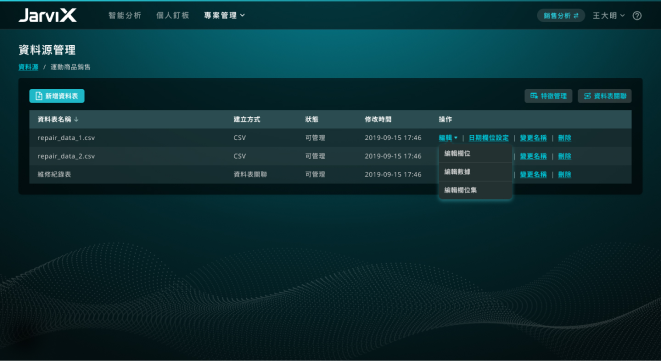 JarviX 智能分析 個人釘板 專案管理 銷售分析 王大明
資料源管理
資料源 / 運動商品銷售
新增資料表 特徵管理 資料表關聯
資料表名稱 ↓ 建立方式 狀態 修改時間 操作
repair_data_1.csv CSV 可管理 2019-09-15 17:46 編輯 | 日期欄位設定 | 變更名稱 | 刪除
repair_data_2.csv CSV 可管理 2019-09-15 17:46 | 變更名稱 | 刪除
維修紀錄表 資料表關聯 可管理 2019-09-15 17:46 | 變更名稱 | 刪除
編輯欄位
編輯數據
編輯欄位集